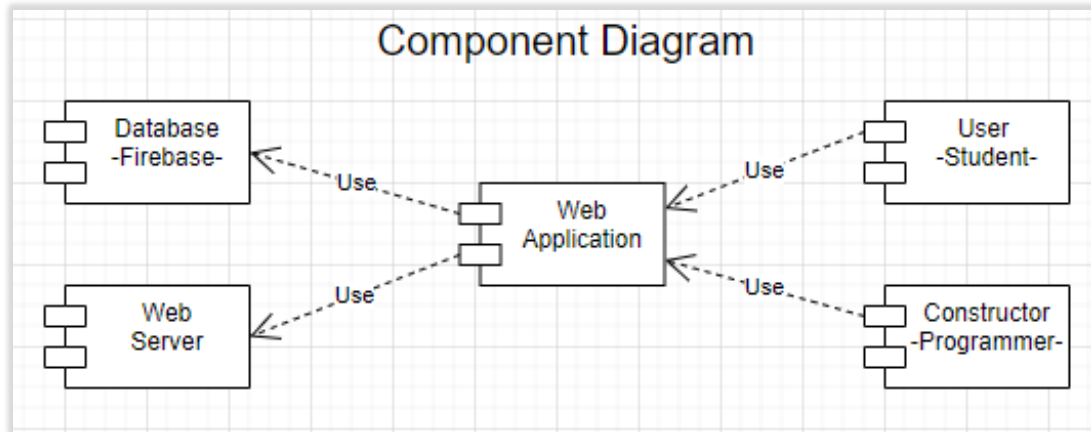 Component Diagram
Database
-Firebase-
User
-Student-
Use
Use
Web
Application
Use
Use
Web
Server
Constructor
-Programmer-